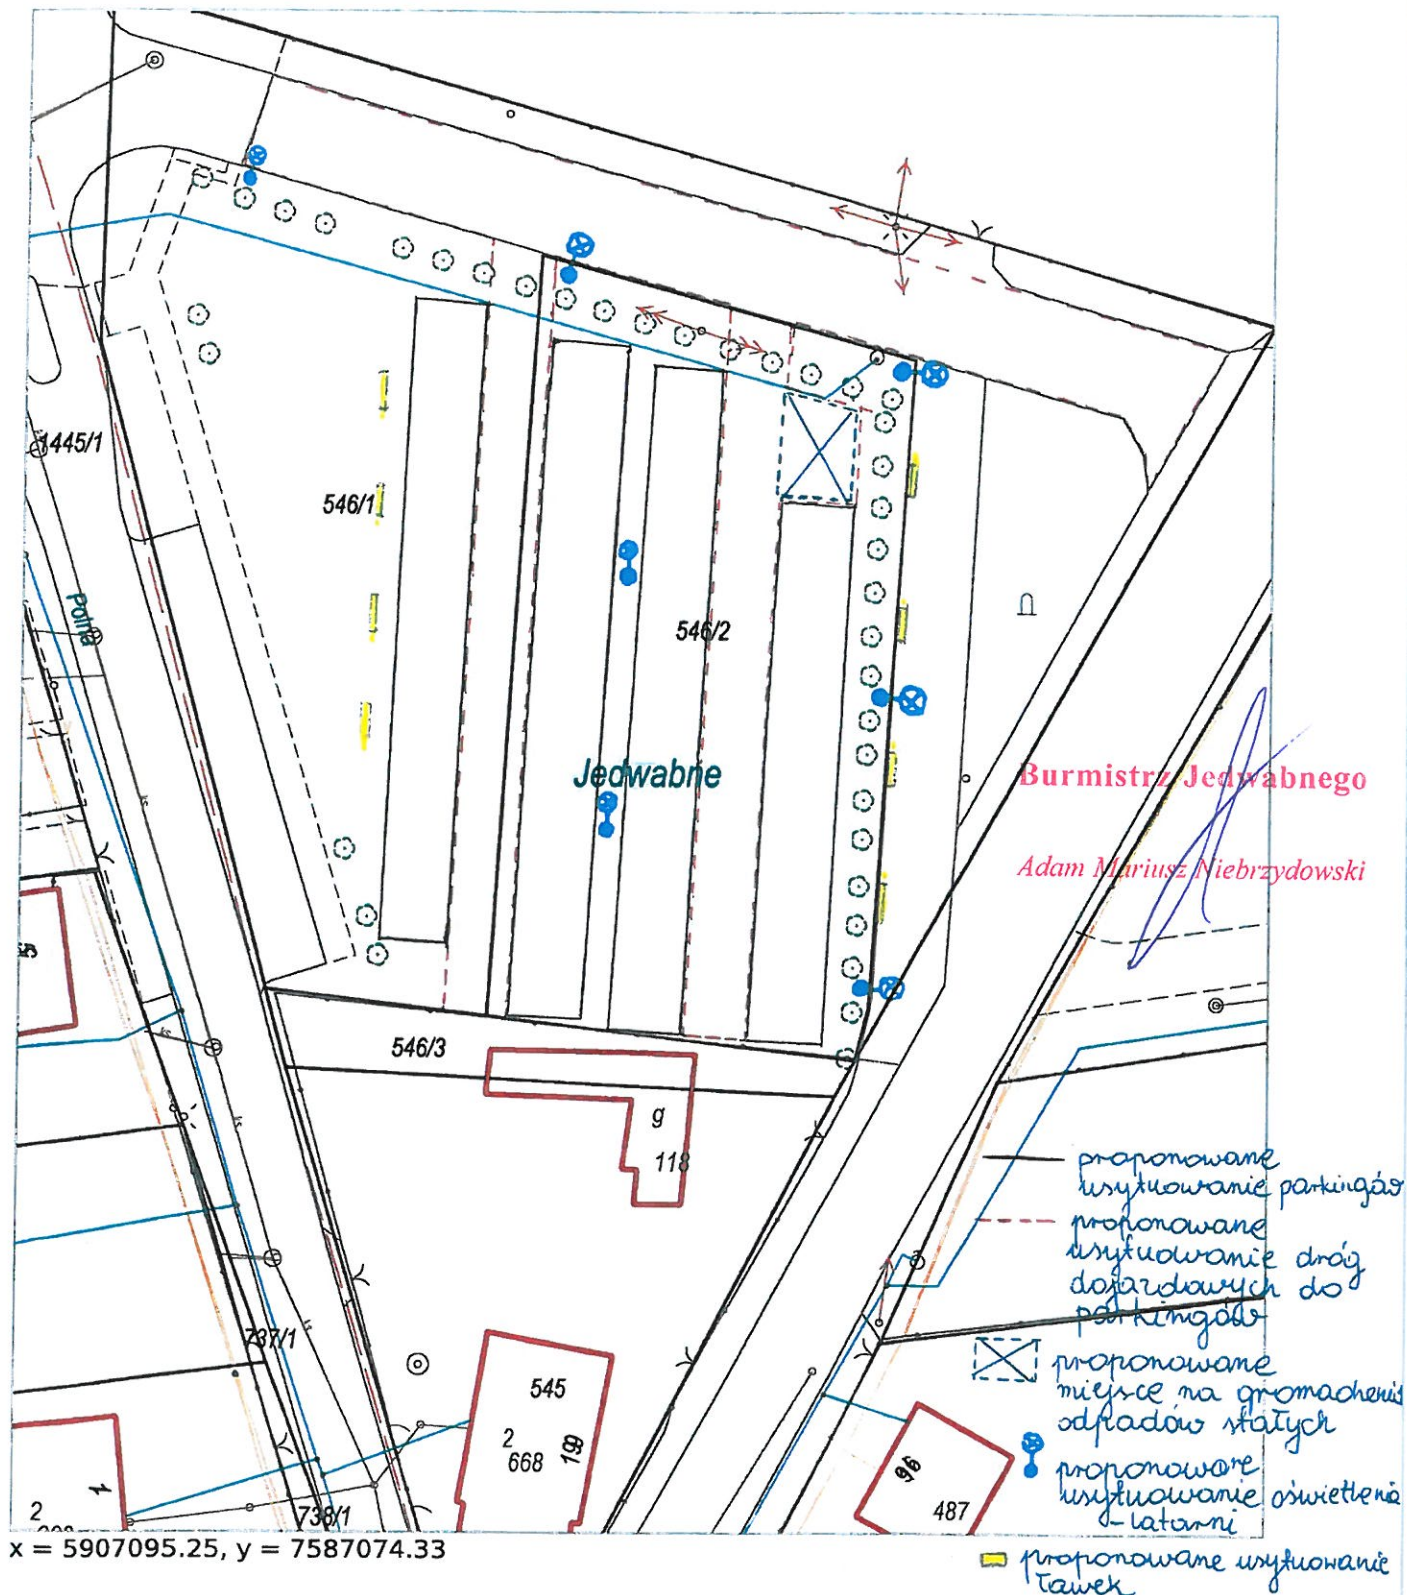 1445/1
546/1
Polna
546/2
Jedwabne
Burmistrz Jedwabnego
Adam Mariusz Niebrzydowski
546/3
g
118
proponowane
usytuowanie parkingów
proponowane
usytuowanie dróg
dojazdowych do
parkingów
737/1
proponowane
miejsce na gromadzenie
odpadów stałych
545
2
668
199
proponowane
usytuowanie oświetlenia
- latarni
96
487
1
2
738/1
x = 5907095.25, y = 7587074.33
proponowane usytuowanie
ławek